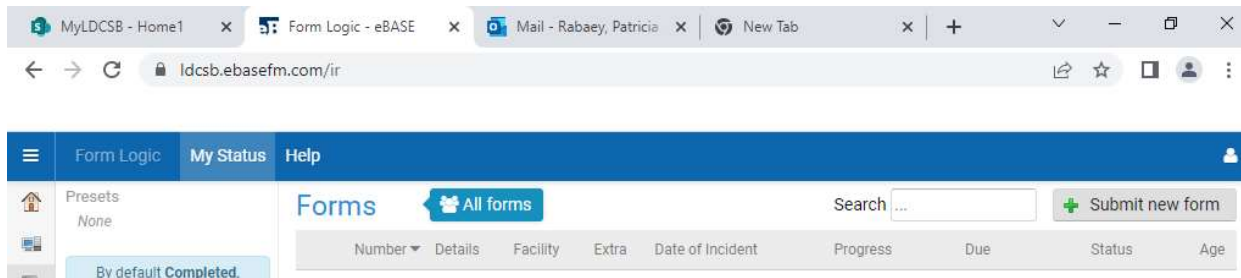 MyLDCSB - Home1
Form Logic - eBASE
Mail - Rabaey, Patricia
New Tab
ldcsb.ebasefm.com/ir
Form Logic My Status Help
Presets
None
Forms All forms Search ... Submit new form
Number Details Facility Extra Date of Incident Progress Due Status Age
By default Completed,